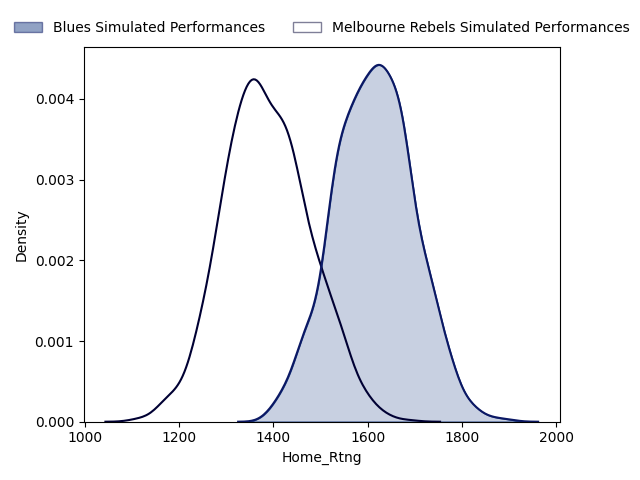 Blues Simulated Performances Melbourne Rebels Simulated Performances
0.004
0.003
0.002
0.001
0.000
Density
1000 1200 1400 1600 1800 2000
Home_Rtng